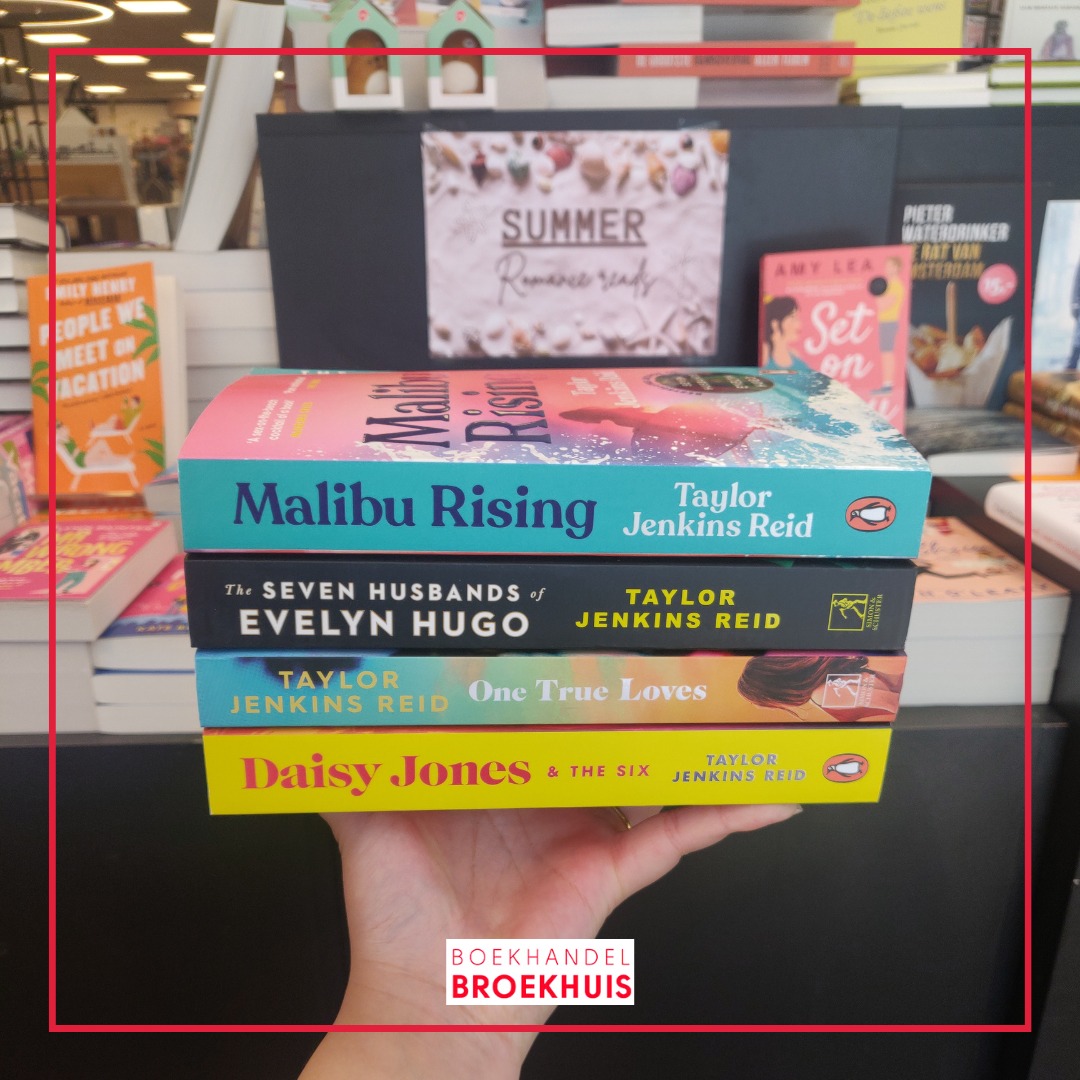 SUMMER
Romance reads
PIETER
WATERDRINKER
RAT VAN
AMSTERDAM
AMY LEA
Set
on
EMILY HENRY
PEOPLE WE
MEET ON
VACATION
Malibu
Rising
Malibu Rising
Taylor
Jenkins Reid
The SEVEN HUSBANDS of
EVELYN HUGO
TAYLOR
JENKINS REID
SIMON &
SCHUSTER
TAYLOR
JENKINS REID
One True Loves
Daisy Jones & THE SIX
TAYLOR
JENKINS REID
BOEKHANDEL
BROEKHUIS